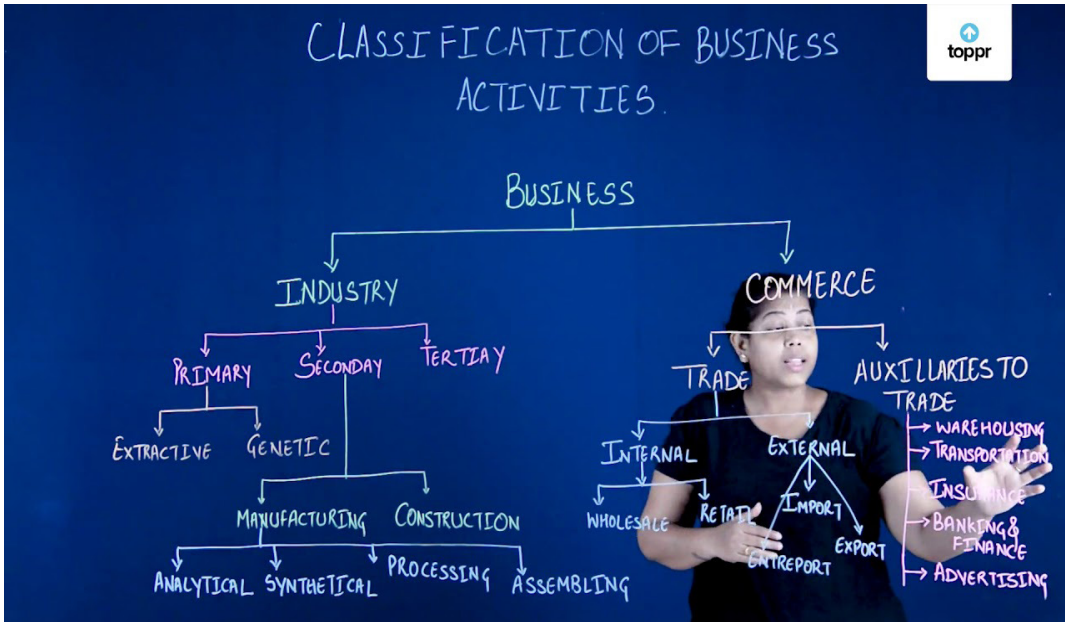 CLASSIFICATION OF BUSINESS
ACTIVITIES.
toppr
BUSINESS
INDUSTRY
COMMERCE
PRIMARY
SECONDAY
TERTIAY
TRADE
AUXILLARIES TO
TRADE
EXTRACTIVE
GENETIC
INTERNAL
EXTERNAL
WAREHOUSING
TRANSPORTATION
INSURANCE
BANKING &
FINANCE
ADVERTISING
MANUFACTURING
CONSTRUCTION
WHOLESALE
RETAIL
IMPORT
ENTREPORT
EXPORT
ANALYTICAL
SYNTHETICAL
PROCESSING
ASSEMBLING